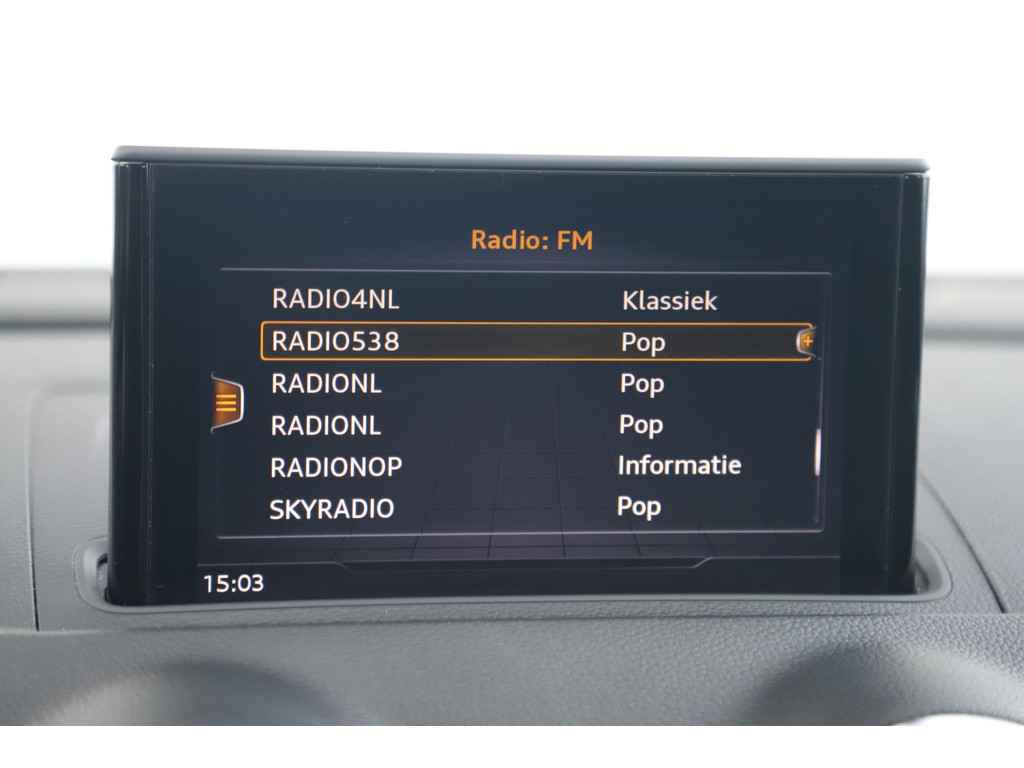 Radio: FM
RADIO4NL Klassiek
RADIO538 Pop
RADIONL Pop
RADIONL Pop
RADIONOP Informatie
SKYRADIO Pop
15:03